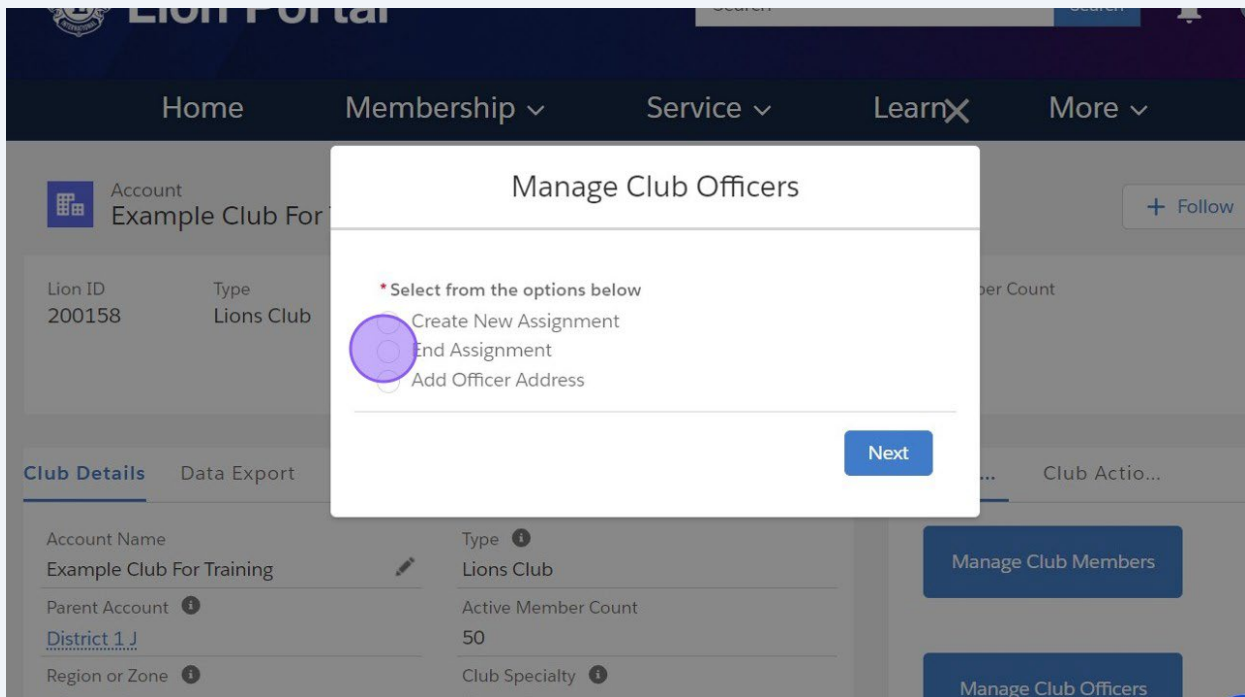 Lion Portal
Search Search
Home Membership Service Learn More
Account
Example Club For
+ Follow
Manage Club Officers
*Select from the options below
Create New Assignment
End Assignment
Add Officer Address
Next
Lion ID Type Count
200158 Lions Club
Club Details Data Export ... Club Actio...
Account Name Type
Example Club For Training Lions Club
Manage Club Members
Parent Account Active Member Count
District 1 J 50
Region or Zone Club Specialty
Manage Club Officers